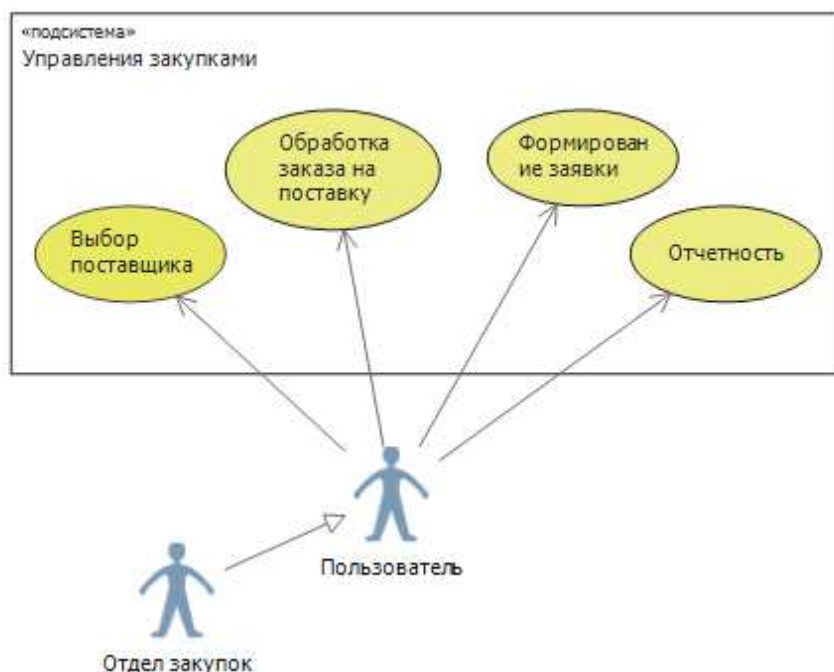 «подсистема»
Управления закупками
Обработка
заказа на
поставку
Формирован
ие заявки
Выбор
поставщика
Отчетность
Пользователь
Отдел закупок